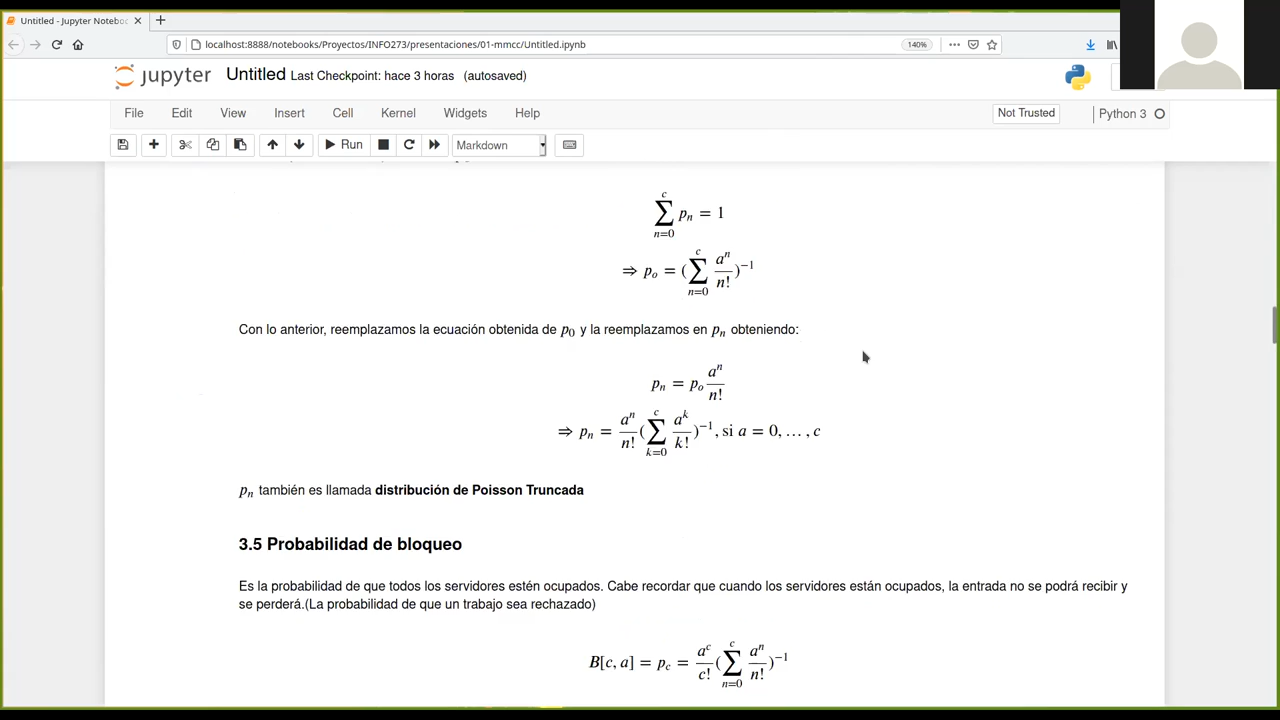 Untitled - Jupyter Notebo
localhost:8888/notebooks/Proyectos/INFO273/presentaciones/01-mmcc/Untitled.ipynb 140%
jupyter Untitled Last Checkpoint: hace 3 horas (autosaved)
File Edit View Insert Cell Kernel Widgets Help Not Trusted Python 3
Run Markdown
∑_{n=0}^{c} p_n = 1
⇒ p_o = (∑_{n=0}^{c} a^n/n!)^{-1}
Con lo anterior, reemplazamos la ecuación obtenida de p_0 y la reemplazamos en p_n obteniendo:
p_n = p_o a^n/n!
⇒ p_n = a^n/n! (∑_{k=0}^{c} a^k/k!)^{-1}, si a = 0, … , c
p_n también es llamada distribución de Poisson Truncada
3.5 Probabilidad de bloqueo
Es la probabilidad de que todos los servidores estén ocupados. Cabe recordar que cuando los servidores están ocupados, la entrada no se podrá recibir y
se perderá.(La probabilidad de que un trabajo sea rechazado)
B[c, a] = p_c = a^c/c! (∑_{n=0}^{c} a^n/n!)^{-1}